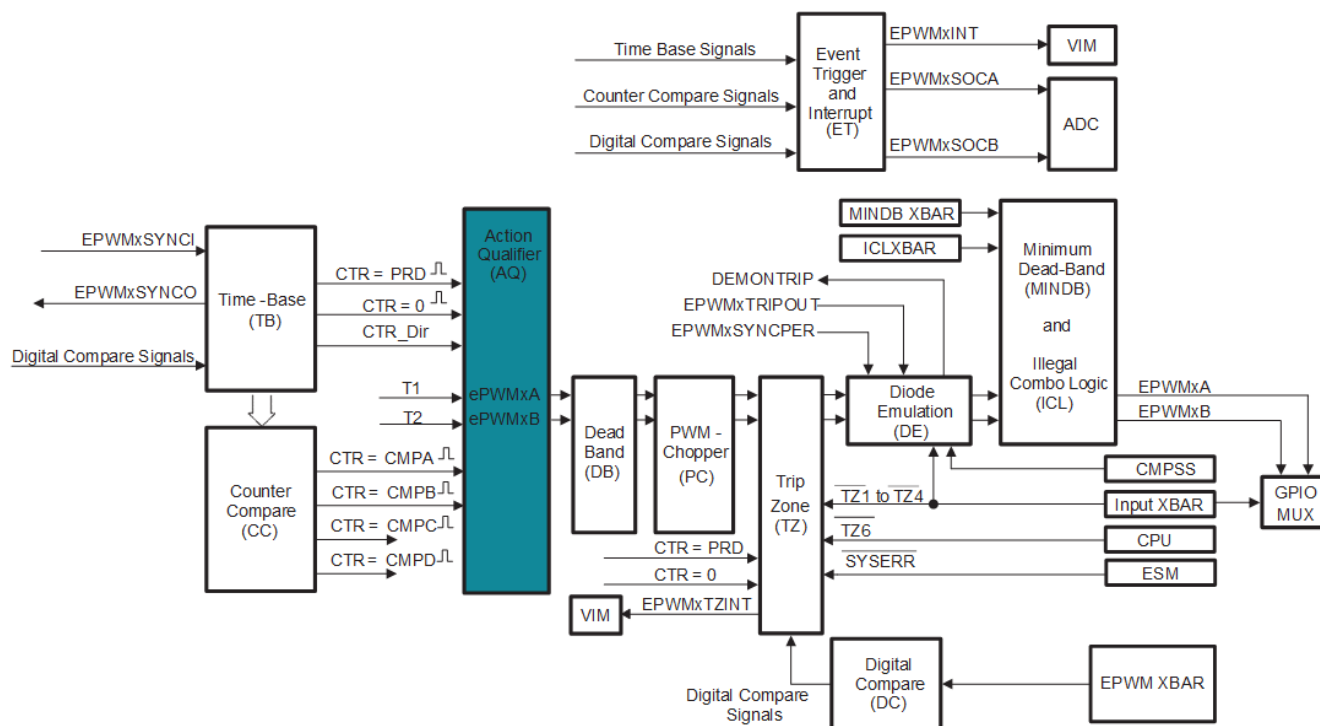 Time Base Signals
Counter Compare Signals
Digital Compare Signals
Event
Trigger
and
Interrupt
(ET)
EPWMxINT
EPWMxSOCA
EPWMxSOCB
VIM
ADC
EPWMxSYNCI
EPWMxSYNCO
Digital Compare Signals
Time -Base
(TB)
CTR = PRD
CTR = 0
CTR_Dir
T1
T2
Action
Qualifier
(AQ)
ePWMxA
ePWMxB
Counter
Compare
(CC)
CTR = CMPA
CTR = CMPB
CTR = CMPC
CTR = CMPD
Dead
Band
(DB)
PWM -
Chopper
(PC)
Trip
Zone
(TZ)
CTR = PRD
CTR = 0
EPWMxTZINT
VIM
DEMONTRIP
EPWMxTRIPOUT
EPWMxSYNCPER
Diode
Emulation
(DE)
MINDB XBAR
ICLXBAR
Minimum
Dead-Band
(MINDB)
and
Illegal
Combo Logic
(ICL)
EPWMxA
EPWMxB
CMPSS
TZ1 to TZ4
Input XBAR
GPIO
MUX
TZ6
CPU
SYSERR
ESM
Digital Compare
Signals
Digital
Compare
(DC)
EPWM XBAR